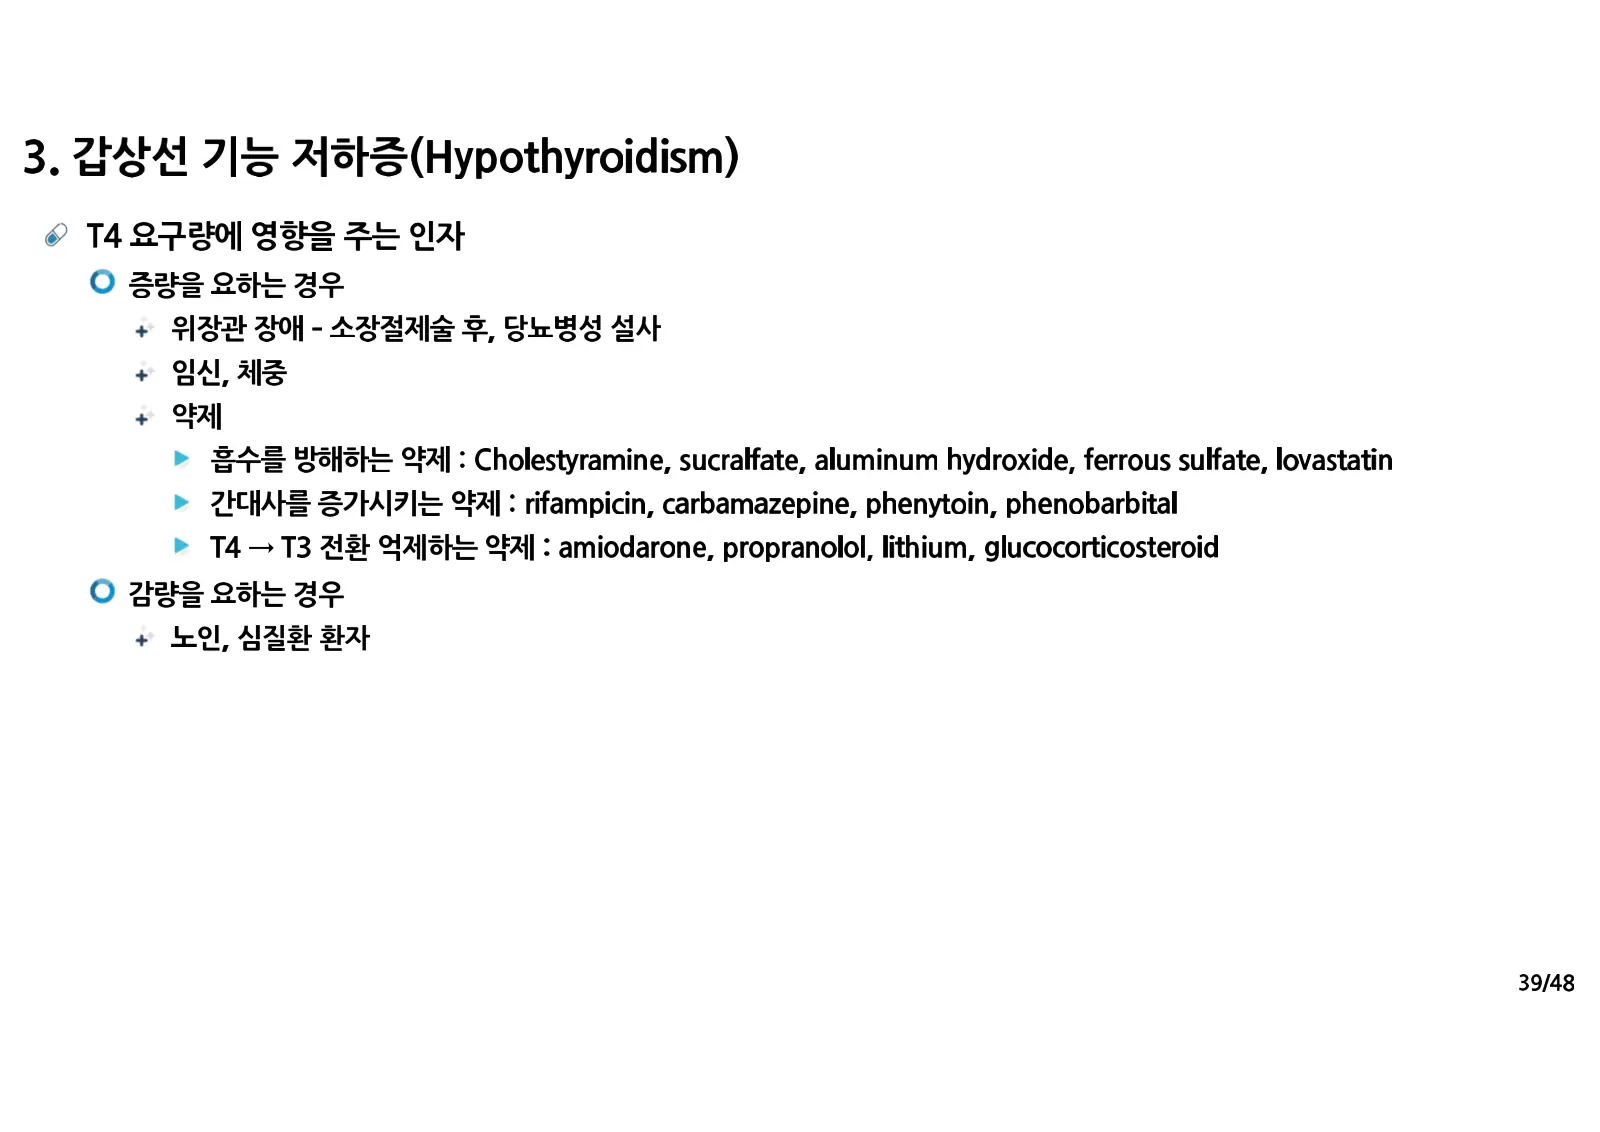 3. 갑상선 기능 저하증(Hypothyroidism)
T4 요구량에 영향을 주는 인자
증량을 요하는 경우
위장관 장애 – 소장절제술 후, 당뇨병성 설사
임신, 체중
약제
흡수를 방해하는 약제 : Cholestyramine, sucralfate, aluminum hydroxide, ferrous sulfate, lovastatin
간대사를 증가시키는 약제 : rifampicin, carbamazepine, phenytoin, phenobarbital
T4 → T3 전환 억제하는 약제 : amiodarone, propranolol, lithium, glucocorticosteroid
감량을 요하는 경우
노인, 심질환 환자
39/48